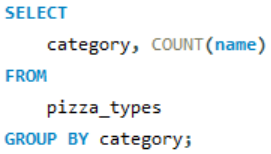 SELECT
    category, COUNT(name)
FROM
    pizza_types
GROUP BY category;